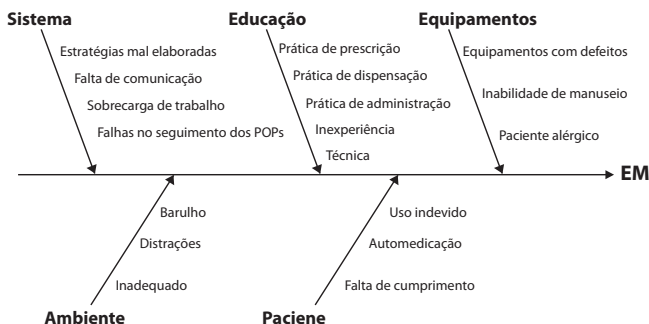 Sistema
Educação
Equipamentos
Estratégias mal elaboradas
Falta de comunicação
Sobrecarga de trabalho
Falhas no seguimento dos POPs
Prática de prescrição
Prática de dispensação
Prática de administração
Inexperiência
Técnica
Equipamentos com defeitos
Inabilidade de manuseio
Paciente alérgico
EM
Barulho
Distrações
Inadequado
Ambiente
Uso indevido
Automedicação
Falta de cumprimento
Paciene